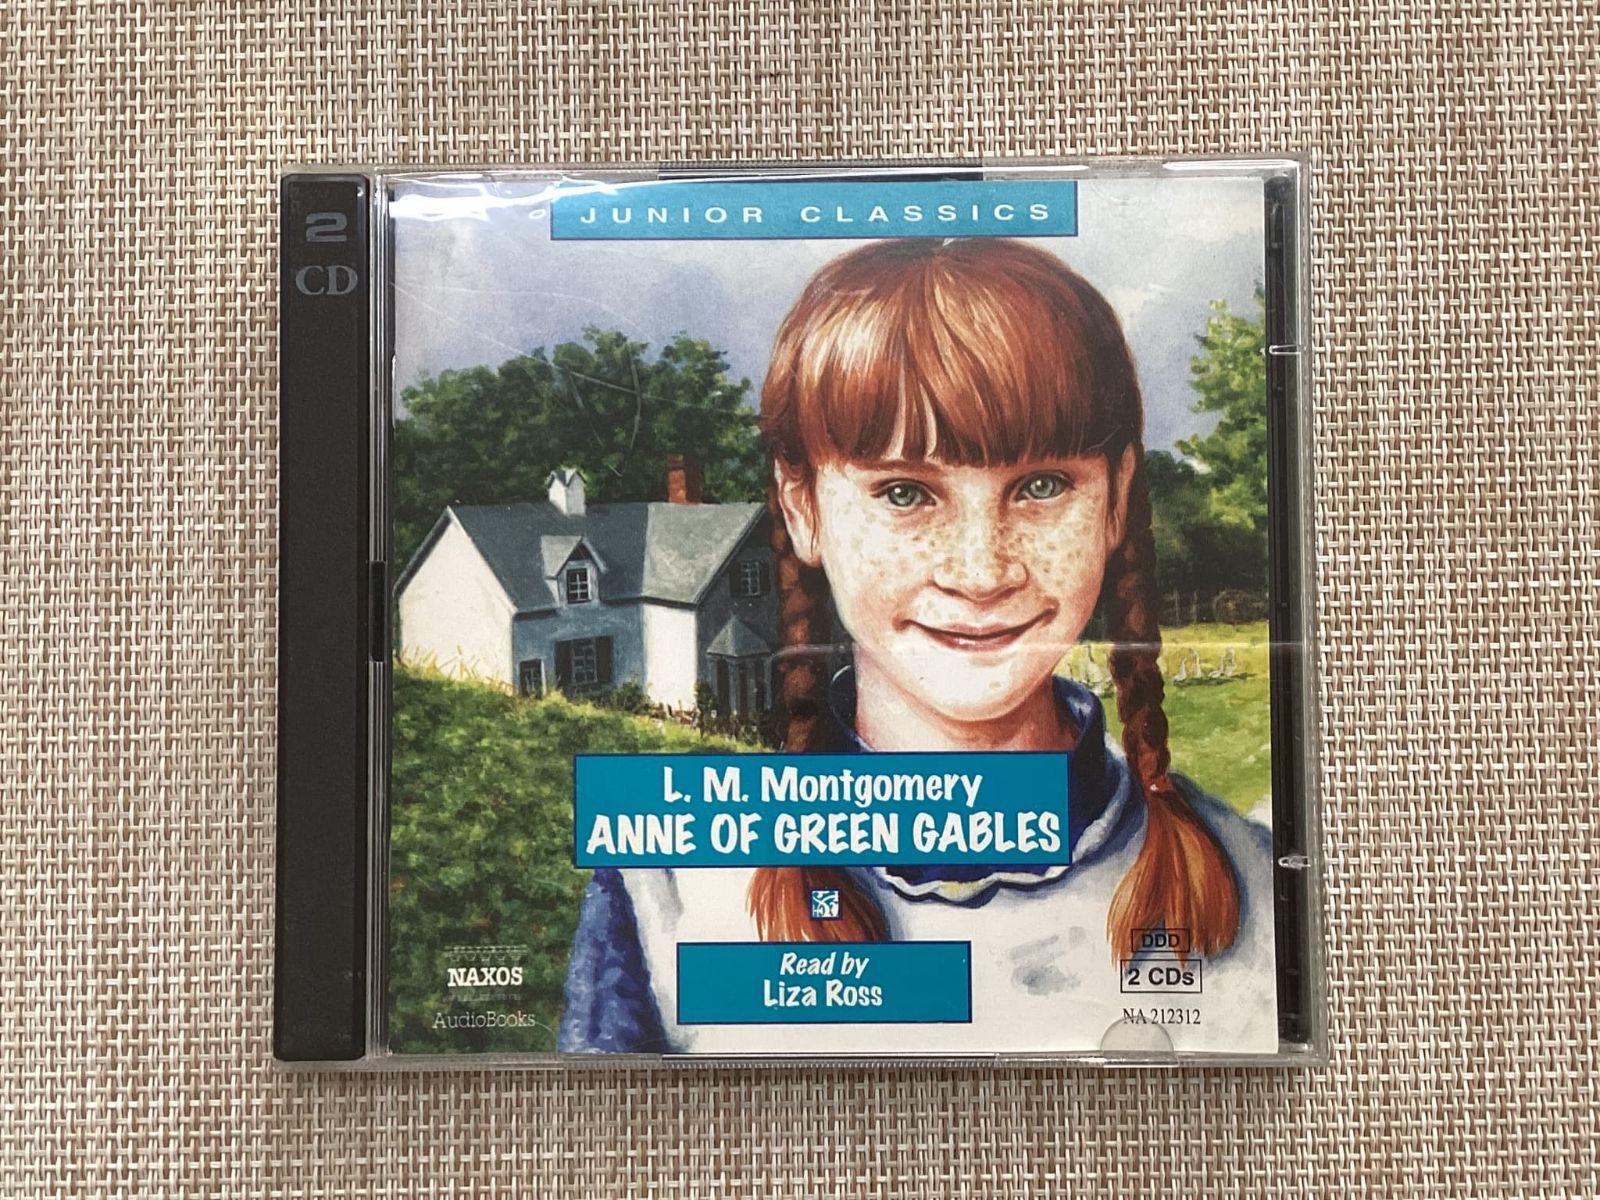 2
CD
JUNIOR CLASSICS
L. M. Montgomery
ANNE OF GREEN GABLES
Read by
Liza Ross
NAXOS
AudioBooks
DDD
2 CDs
NA 212312